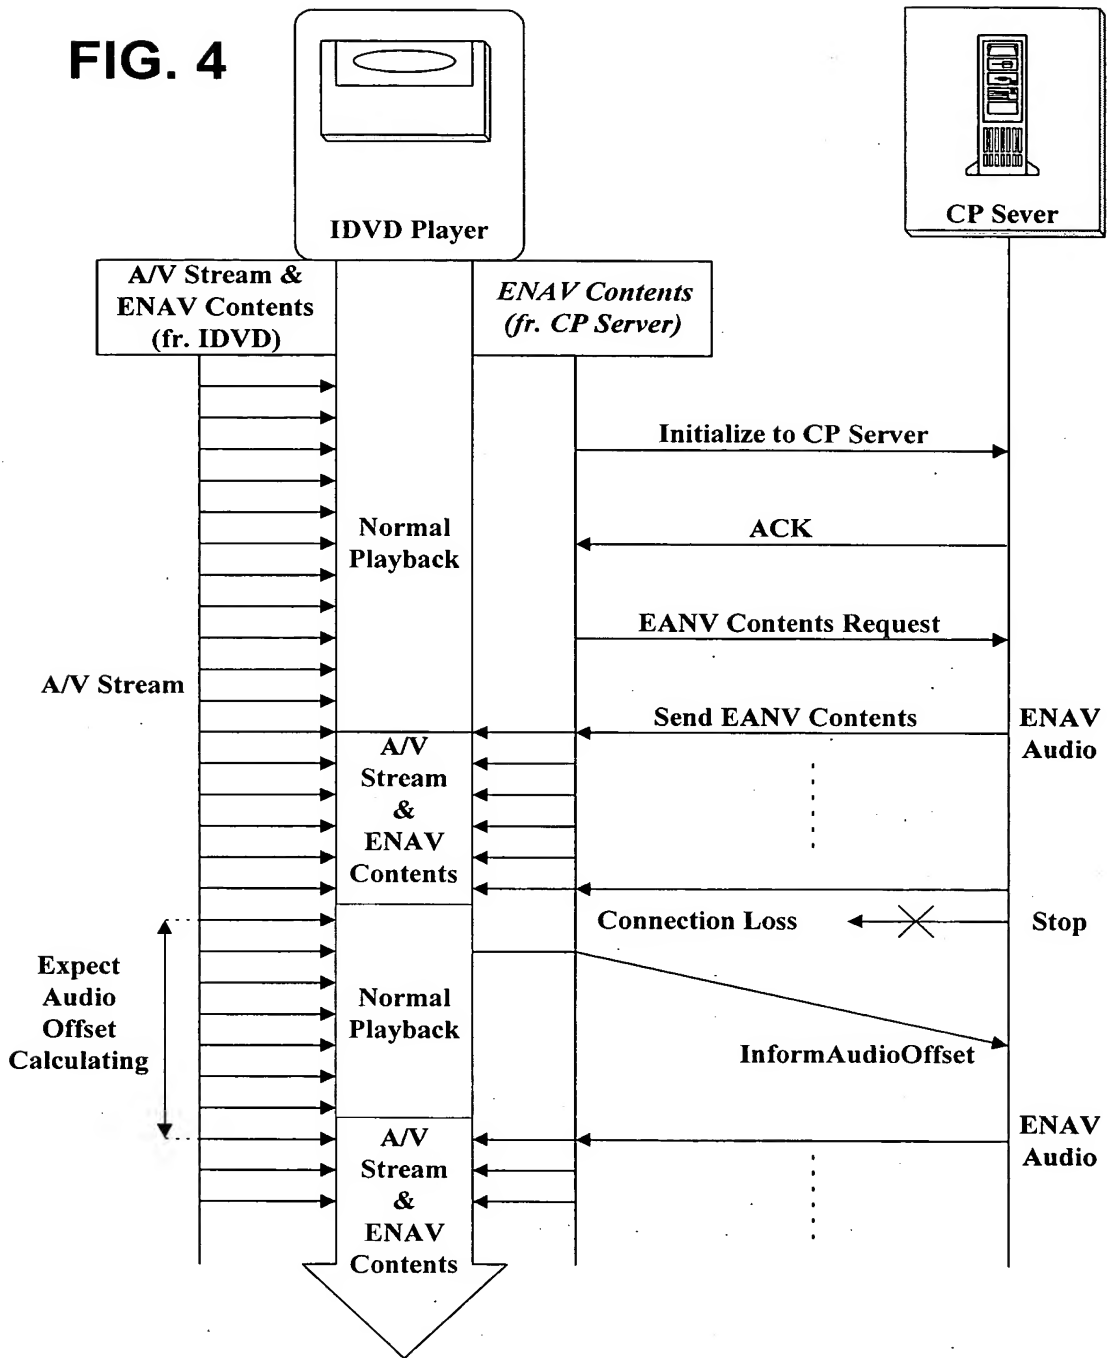 FIG. 4
IDVD Player
CP Sever
A/V Stream &
ENAV Contents
(fr. IDVD)
ENAV Contents
(fr. CP Server)
Initialize to CP Server
Normal
Playback
ACK
EANV Contents Request
A/V Stream
Send EANV Contents
ENAV
Audio
A/V
Stream
&
ENAV
Contents
Connection Loss
Stop
Expect
Audio
Offset
Calculating
Normal
Playback
InformAudioOffset
ENAV
Audio
A/V
Stream
&
ENAV
Contents